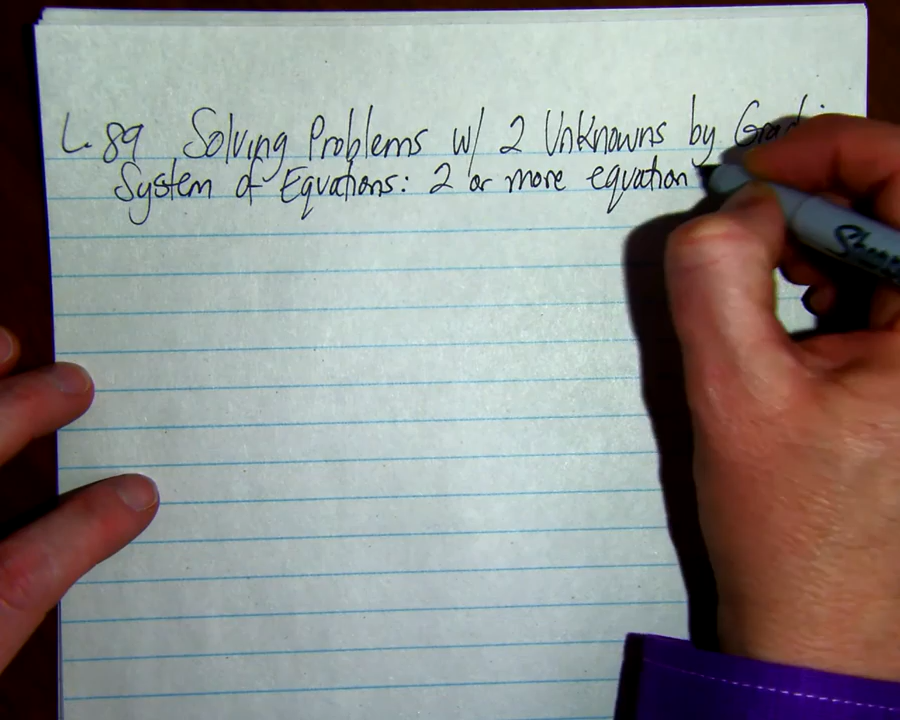 L. 89 Solving Problems w/ 2 Unknowns by
System of Equations: 2 or more equation